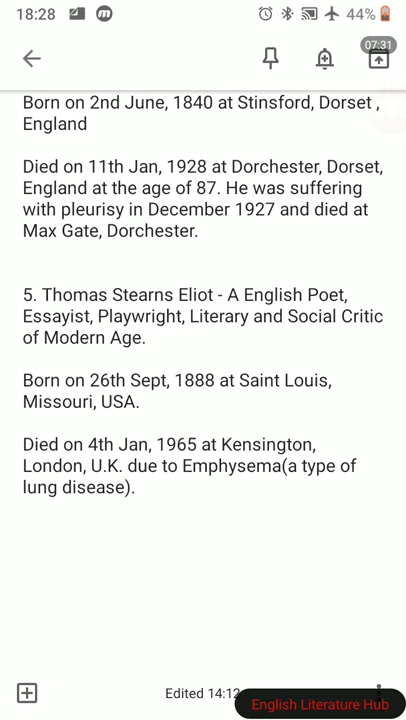 18:28
44%
07:31
Born on 2nd June, 1840 at Stinsford, Dorset ,
England
Died on 11th Jan, 1928 at Dorchester, Dorset,
England at the age of 87. He was suffering
with pleurisy in December 1927 and died at
Max Gate, Dorchester.
5. Thomas Stearns Eliot - A English Poet,
Essayist, Playwright, Literary and Social Critic
of Modern Age.
Born on 26th Sept, 1888 at Saint Louis,
Missouri, USA.
Died on 4th Jan, 1965 at Kensington,
London, U.K. due to Emphysema(a type of
lung disease).
Edited 14:12
English Literature Hub